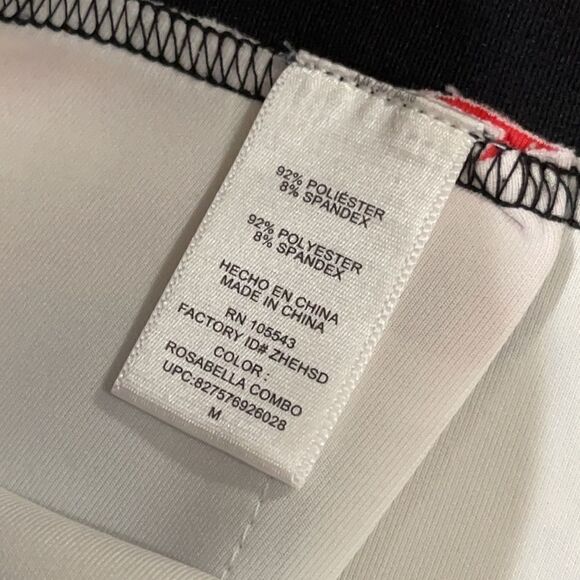 92% POLIÉSTER
8% SPANDEX
92% POLYESTER
8% SPANDEX
HECHO EN CHINA
MADE IN CHINA
RN 105543
FACTORY ID# ZHEHSD
COLOR :
ROSABELLA COMBO
UPC:827576926028
M